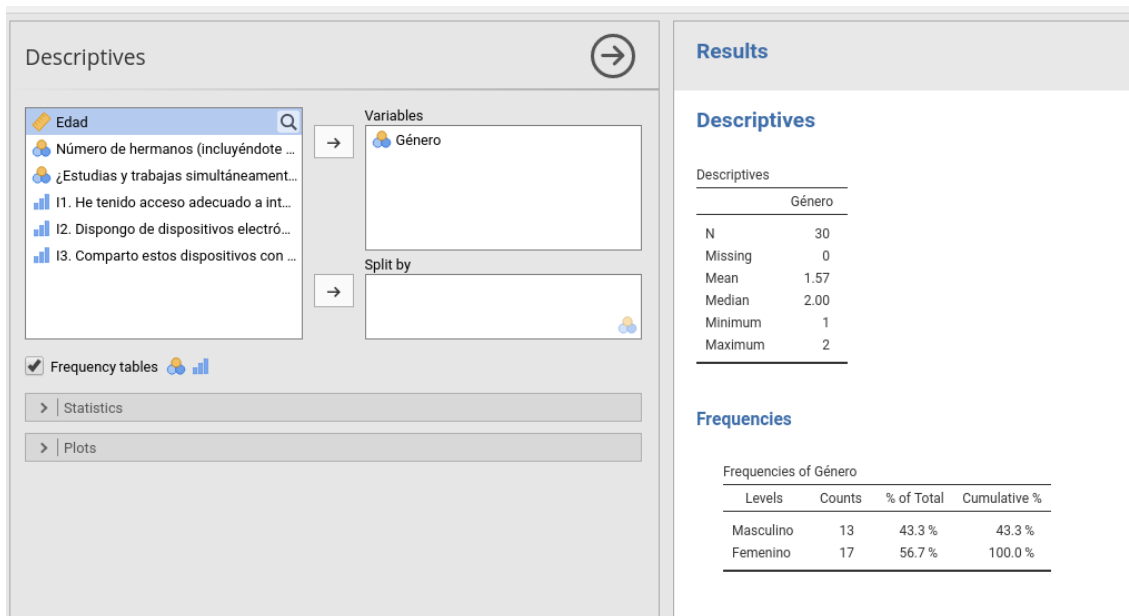 Descriptives
Edad
Número de hermanos (incluyéndote ...
¿Estudias y trabajas simultáneament...
I1. He tenido acceso adecuado a int...
I2. Dispongo de dispositivos electró...
I3. Comparto estos dispositivos con ...
Variables
Género
Split by
Frequency tables
Statistics
Plots
Results
Descriptives
Descriptives
Género
N 30
Missing 0
Mean 1.57
Median 2.00
Minimum 1
Maximum 2
Frequencies
Frequencies of Género
Levels Counts % of Total Cumulative %
Masculino 13 43.3 % 43.3 %
Femenino 17 56.7 % 100.0 %